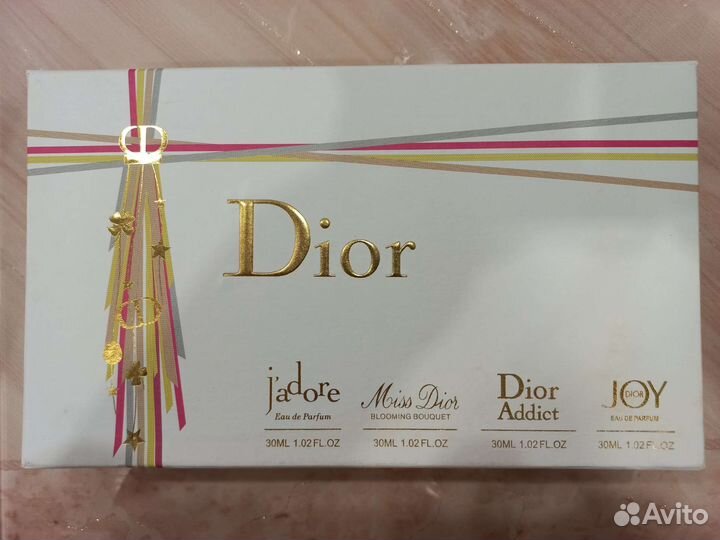 Dior
j'adore
Eau de Parfum
30ML 1.02 FL.OZ
Miss Dior
BLOOMING BOUQUET
30ML 1.02 FL.OZ
Dior
Addict
30ML 1.02 FL.OZ
JOY
DIOR
EAU DE PARFUM
30ML 1.02 FL.OZ
Avito